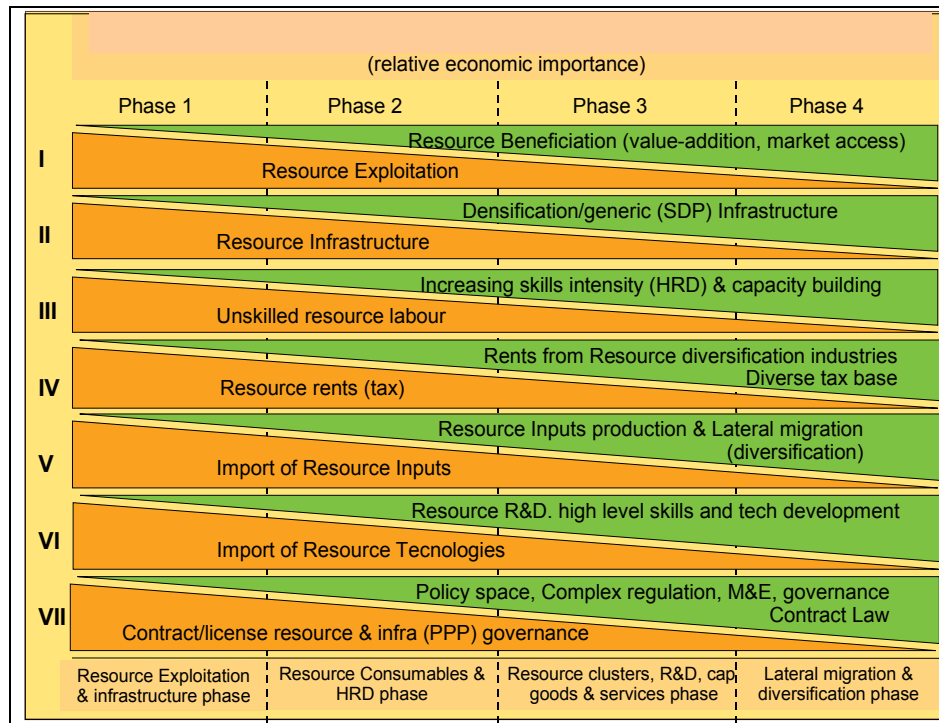 (relative economic importance)
Phase 1 Phase 2 Phase 3 Phase 4
I
Resource Beneficiation (value-addition, market access)
Resource Exploitation
II
Densification/generic (SDP) Infrastructure
Resource Infrastructure
III
Increasing skills intensity (HRD) & capacity building
Unskilled resource labour
IV
Rents from Resource diversification industries
Diverse tax base
Resource rents (tax)
V
Resource Inputs production & Lateral migration
(diversification)
Import of Resource Inputs
VI
Resource R&D. high level skills and tech development
Import of Resource Tecnologies
VII
Policy space, Complex regulation, M&E, governance
Contract Law
Contract/license resource & infra (PPP) governance
Resource Exploitation
& infrastructure phase
Resource Consumables &
HRD phase
Resource clusters, R&D, cap
goods & services phase
Lateral migration &
diversification phase